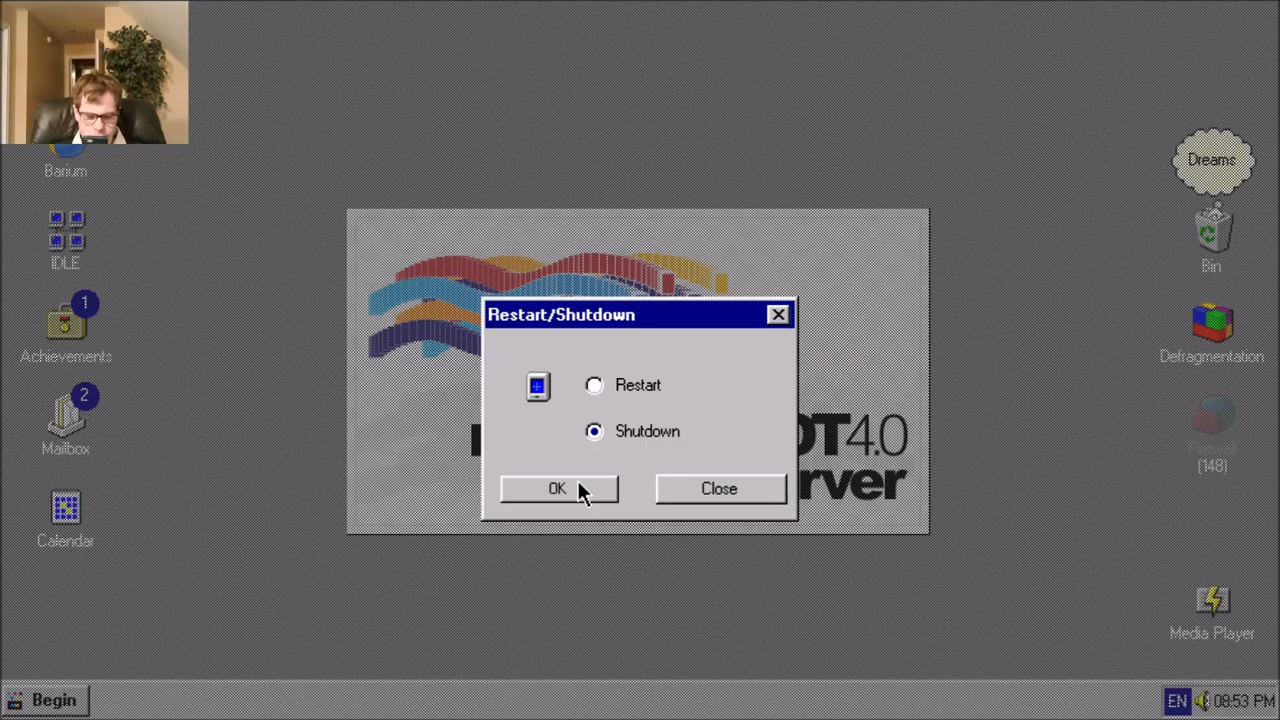 Dreams
Barium
Bin
IDLE
Achievements
1
Defragmentation
Mailbox
2
(148)
Calendar
Restart/Shutdown
Restart
Shutdown
OK
Close
4.0
rver
Media Player
Begin
EN 08:53 PM